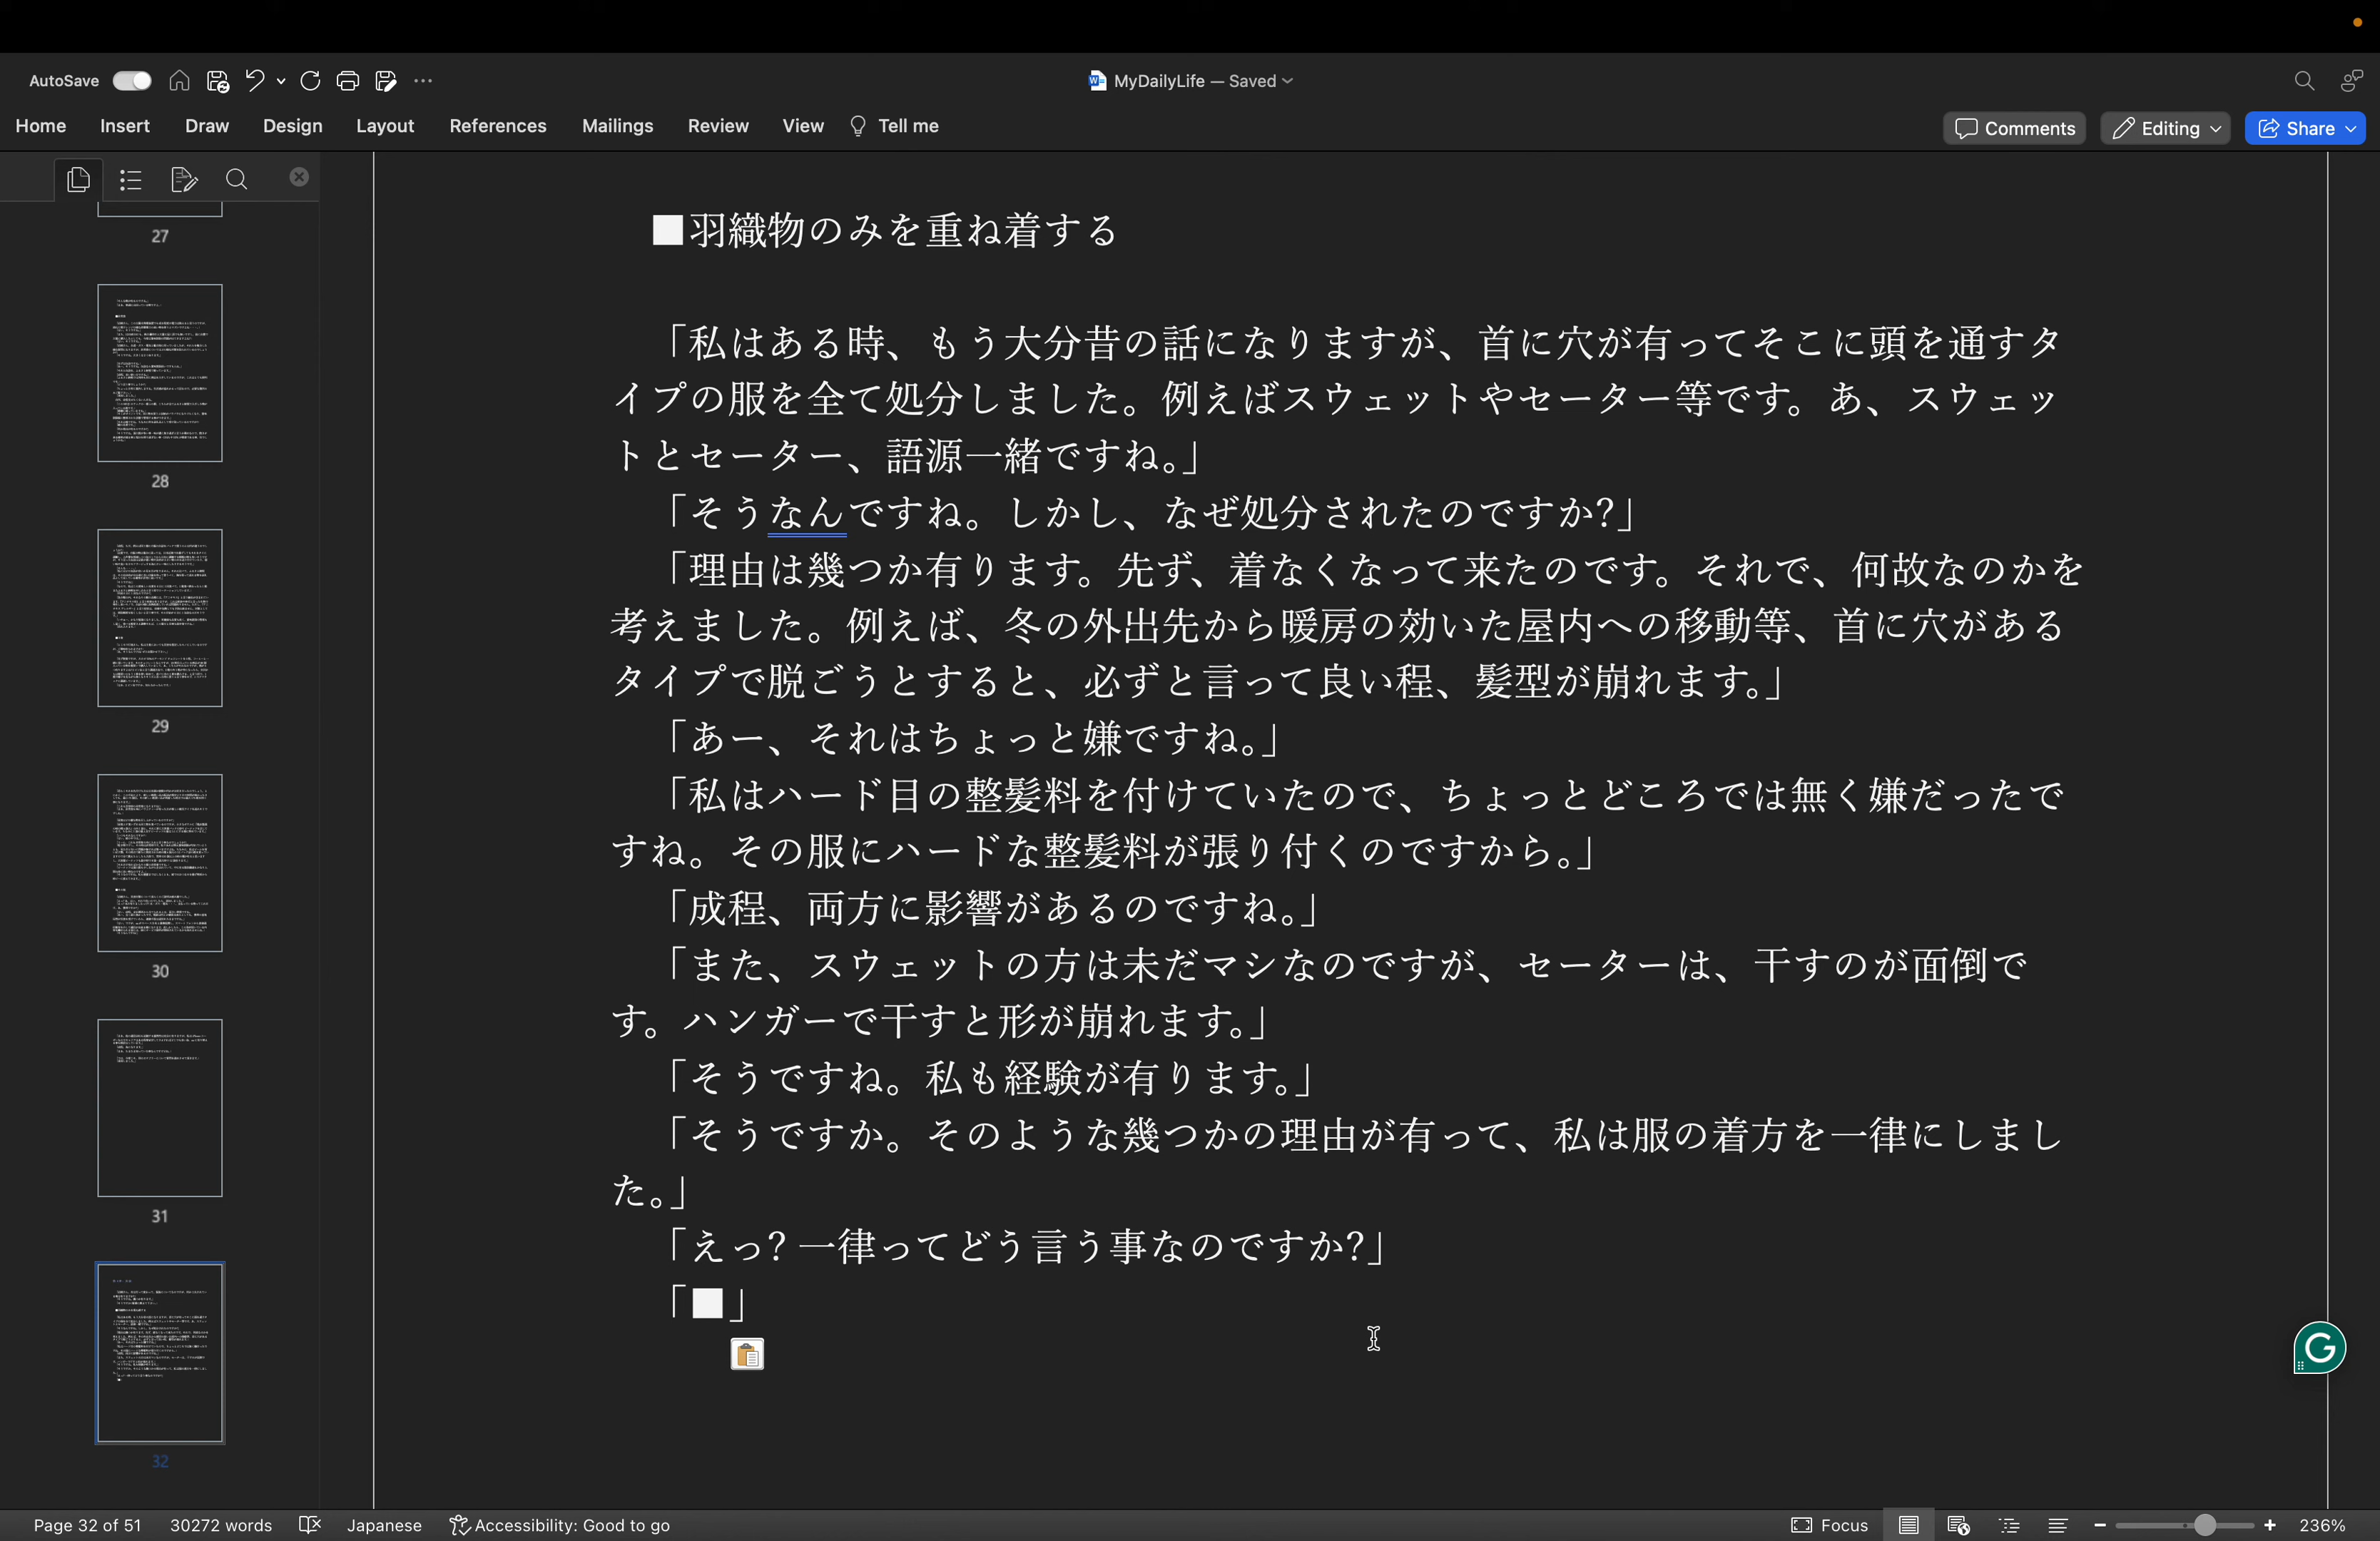 AutoSave
MyDailyLife — Saved
Home Insert Draw Design Layout References Mailings Review View Tell me
Comments Editing Share
27
28
29
30
31
32
■羽織物のみを重ね着する
「私はある時、もう大分昔の話になりますが、首に穴が有ってそこに頭を通すタ
イプの服を全て処分しました。例えばスウェットやセーター等です。あ、スウェッ
トとセーター、語源一緒ですね。」
「そうなんですね。しかし、なぜ処分されたのですか?」
「理由は幾つか有ります。先ず、着なくなって来たのです。それで、何故なのかを
考えました。例えば、冬の外出先から暖房の効いた屋内への移動等、首に穴がある
タイプで脱ごうとすると、必ずと言って良い程、髪型が崩れます。」
「あー、それはちょっと嫌ですね。」
「私はハード目の整髪料を付けていたので、ちょっとどころでは無く嫌だったで
すね。その服にハードな整髪料が張り付くのですから。」
「成程、両方に影響があるのですね。」
「また、スウェットの方は未だマシなのですが、セーターは、干すのが面倒で
す。ハンガーで干すと形が崩れます。」
「そうですね。私も経験が有ります。」
「そうですか。そのような幾つかの理由が有って、私は服の着方を一律にしまし
た。」
「えっ? 一律ってどう言う事なのですか?」
「■」
Page 32 of 51 30272 words Japanese Accessibility: Good to go Focus 236%